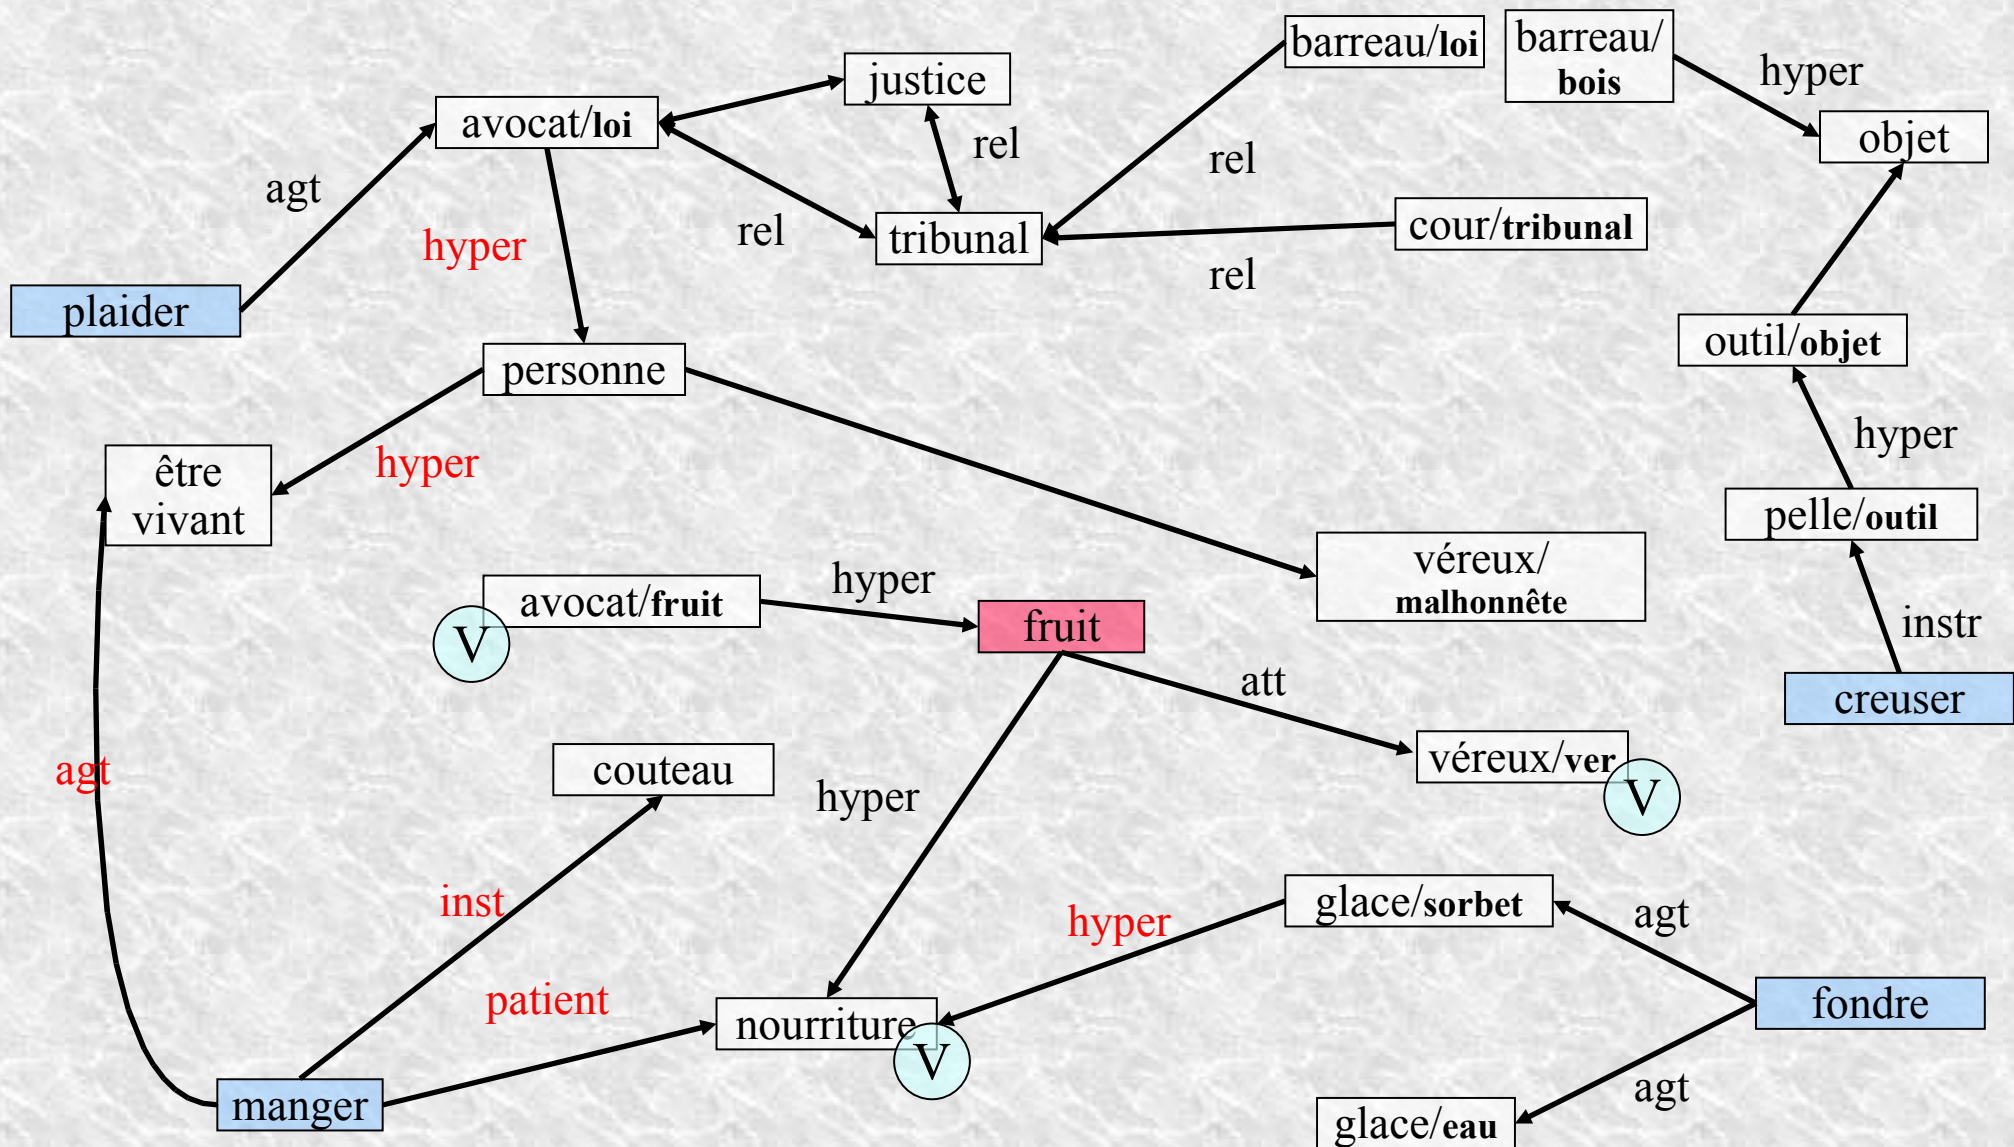 barreau/loi
barreau/
bois
hyper
justice
avocat/loi
objet
rel
rel
agt
hyper
rel
tribunal
cour/tribunal
rel
plaider
outil/objet
personne
hyper
hyper
être
vivant
pelle/outil
véreux/
malhonnête
avocat/fruit
hyper
V
fruit
instr
att
creuser
agt
couteau
hyper
véreux/ver
V
inst
hyper
glace/sorbet
agt
patient
nourriture
V
fondre
manger
agt
glace/eau